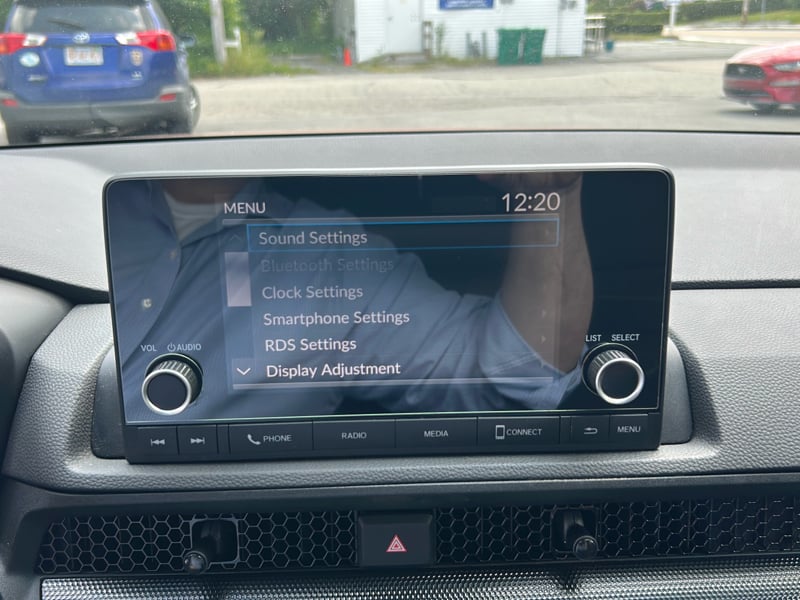 MENU 12:20
Sound Settings
Bluetooth Settings
Clock Settings
Smartphone Settings
RDS Settings
Display Adjustment
VOL AUDIO
LIST SELECT
PHONE RADIO MEDIA CONNECT MENU